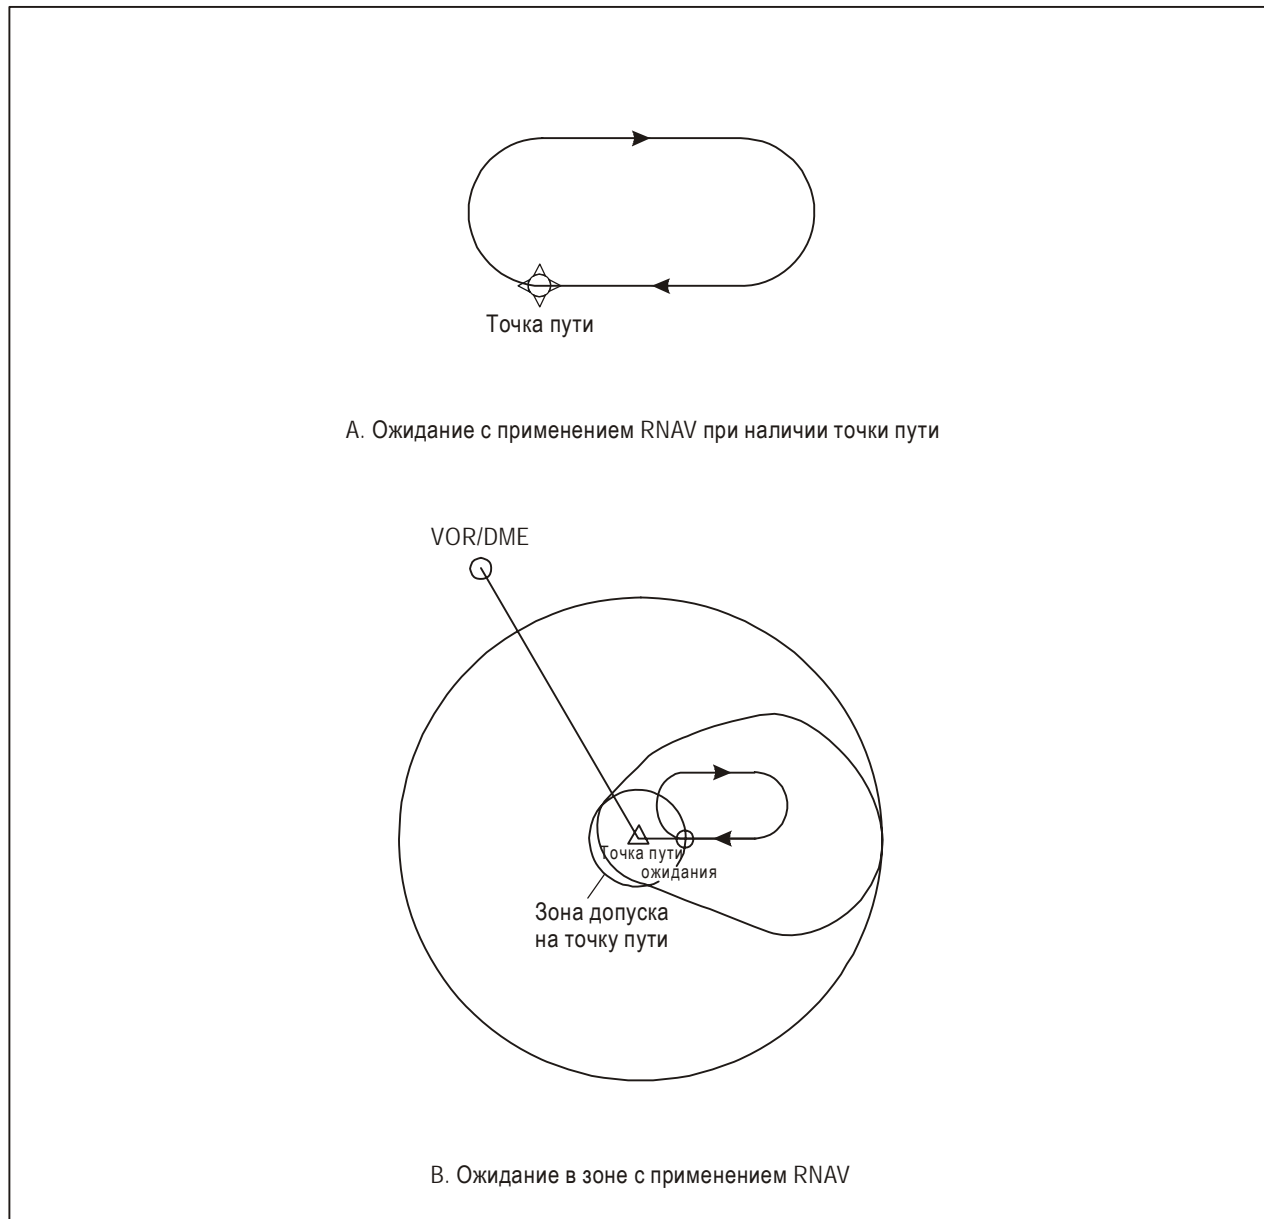 Точка пути
A. Ожидание с применением RNAV при наличии точки пути
VOR/DME
Точка пути
ожидания
Зона допуска
на точку пути
B. Ожидание в зоне с применением RNAV